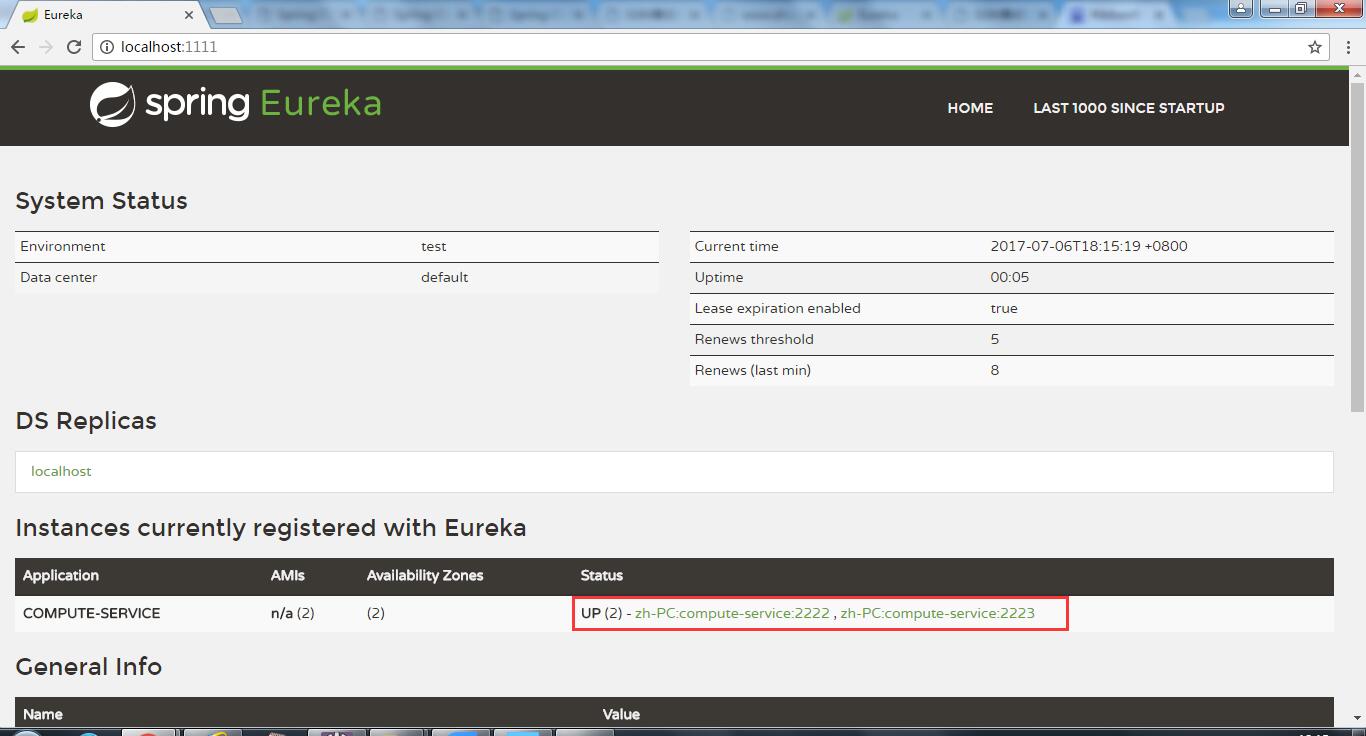 Eureka
localhost:1111
spring Eureka
HOME
LAST 1000 SINCE STARTUP
System Status
Environment test
Data center default
Current time 2017-07-06T18:15:19 +0800
Uptime 00:05
Lease expiration enabled true
Renews threshold 5
Renews (last min) 8
DS Replicas
localhost
Instances currently registered with Eureka
Application AMIs Availability Zones Status
COMPUTE-SERVICE n/a (2) (2) UP (2) - zh-PC:compute-service:2222 , zh-PC:compute-service:2223
General Info
Name Value